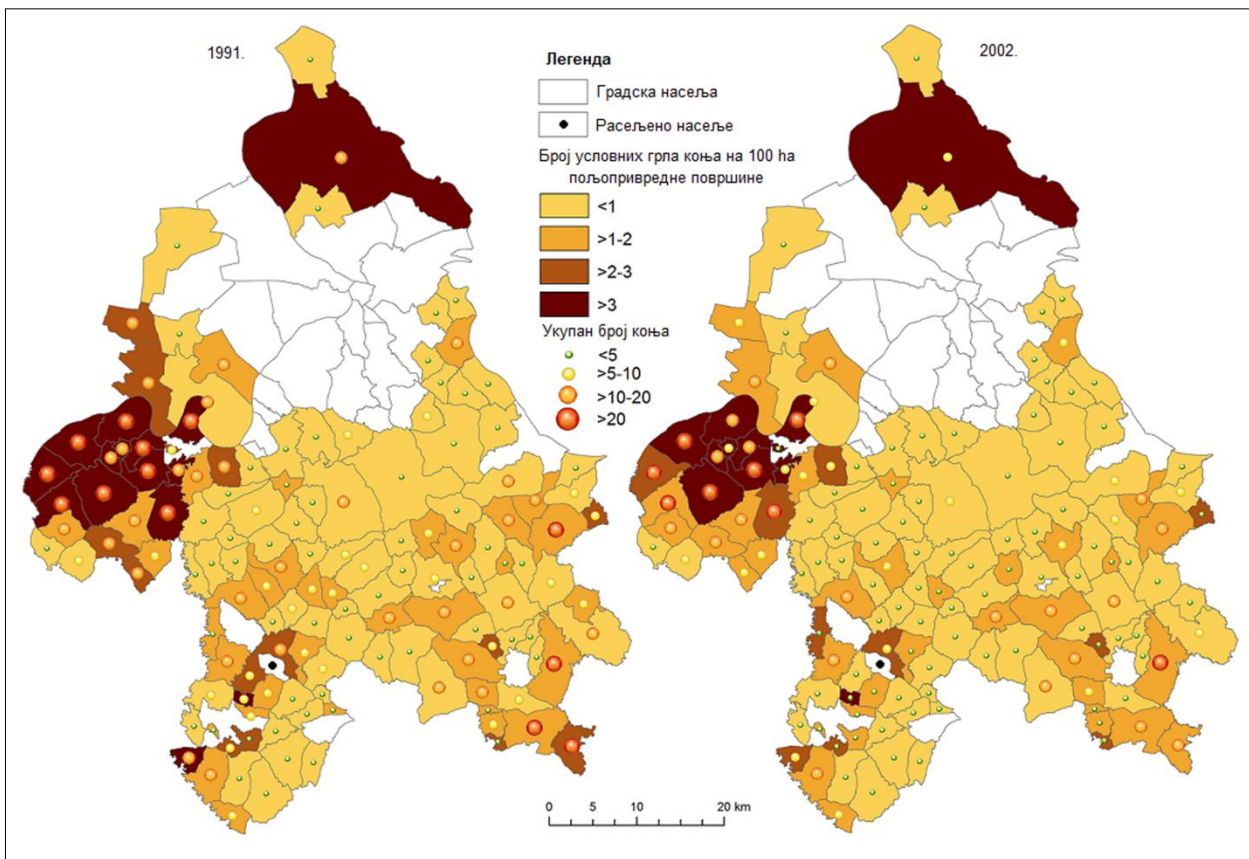 1991.
2002.
Легенда
Градска насеља
Расељено насеље
Број условних грла коња на 100 ha
пољопривредне површине
<1
>1-2
>2-3
>3
Укупан број коња
<5
>5-10
>10-20
>20
0 5 10 20 km